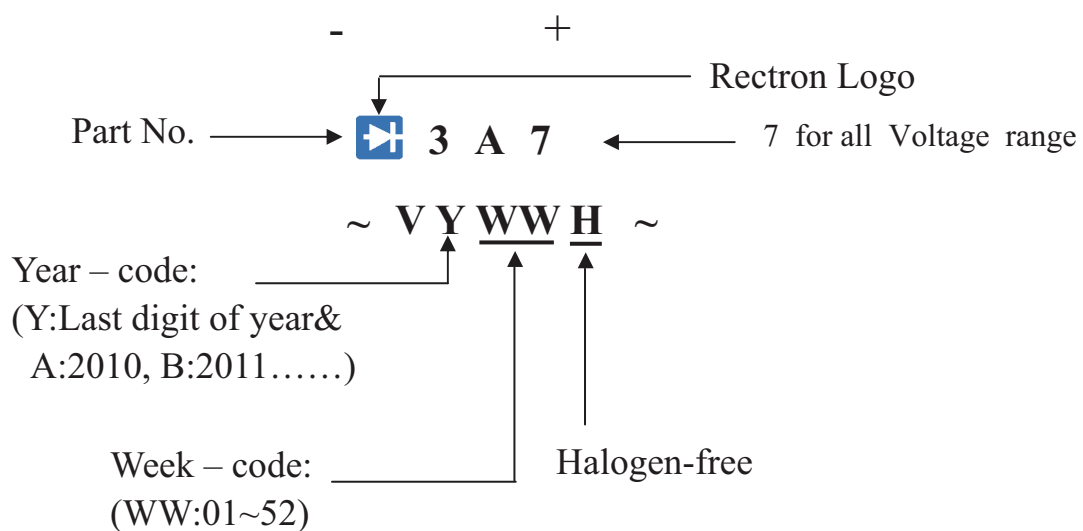 - +
Rectron Logo
Part No. 3 A 7 7 for all Voltage range
~ V Y WW H ~
Year – code:
(Y:Last digit of year&
A:2010, B:2011……)
Week – code:
(WW:01~52)
Halogen-free